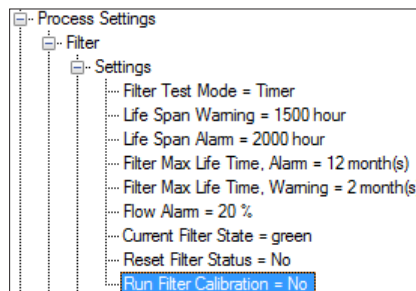 Process Settings
Filter
Settings
Filter Test Mode = Timer
Life Span Warning = 1500 hour
Life Span Alarm = 2000 hour
Filter Max Life Time, Alarm = 12 month(s)
Filter Max Life Time, Warning = 2 month(s
Flow Alarm = 20 %
Current Filter State = green
Reset Filter Status = No
Run Filter Calibration = No